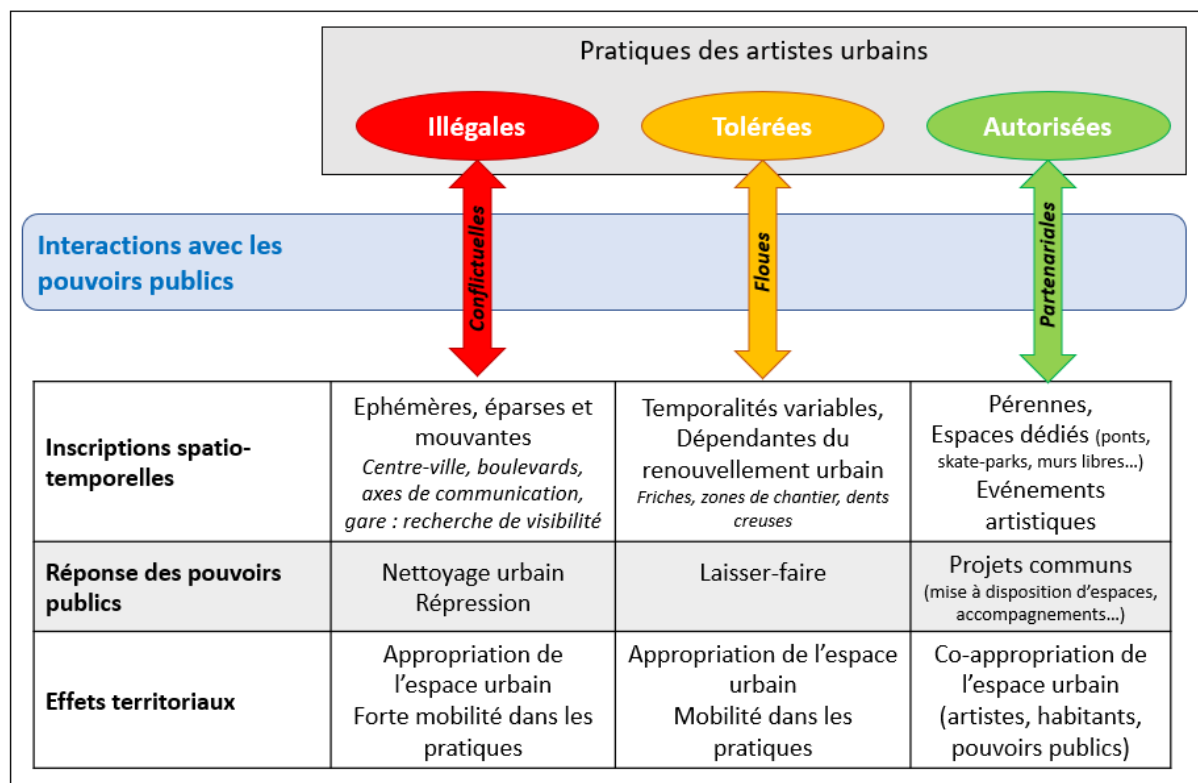 Pratiques des artistes urbains
Illégales
Tolérées
Autorisées
Interactions avec les
pouvoirs publics
Conflictuelles
Floues
Partenariales
Inscriptions spatio-
temporelles
Ephémères, éparses et
mouvantes
Centre-ville, boulevards,
axes de communication,
gare : recherche de visibilité
Temporalités variables,
Dépendantes du
renouvellement urbain
Friches, zones de chantier, dents
creuses
Pérennes,
Espaces dédiés (ponts,
skate-parks, murs libres…)
Evénements
artistiques
Réponse des pouvoirs
publics
Nettoyage urbain
Répression
Laisser-faire
Projets communs
(mise à disposition d’espaces,
accompagnements…)
Effets territoriaux
Appropriation de
l’espace urbain
Forte mobilité dans les
pratiques
Appropriation de l’espace
urbain
Mobilité dans les
pratiques
Co-appropriation de
l’espace urbain
(artistes, habitants,
pouvoirs publics)